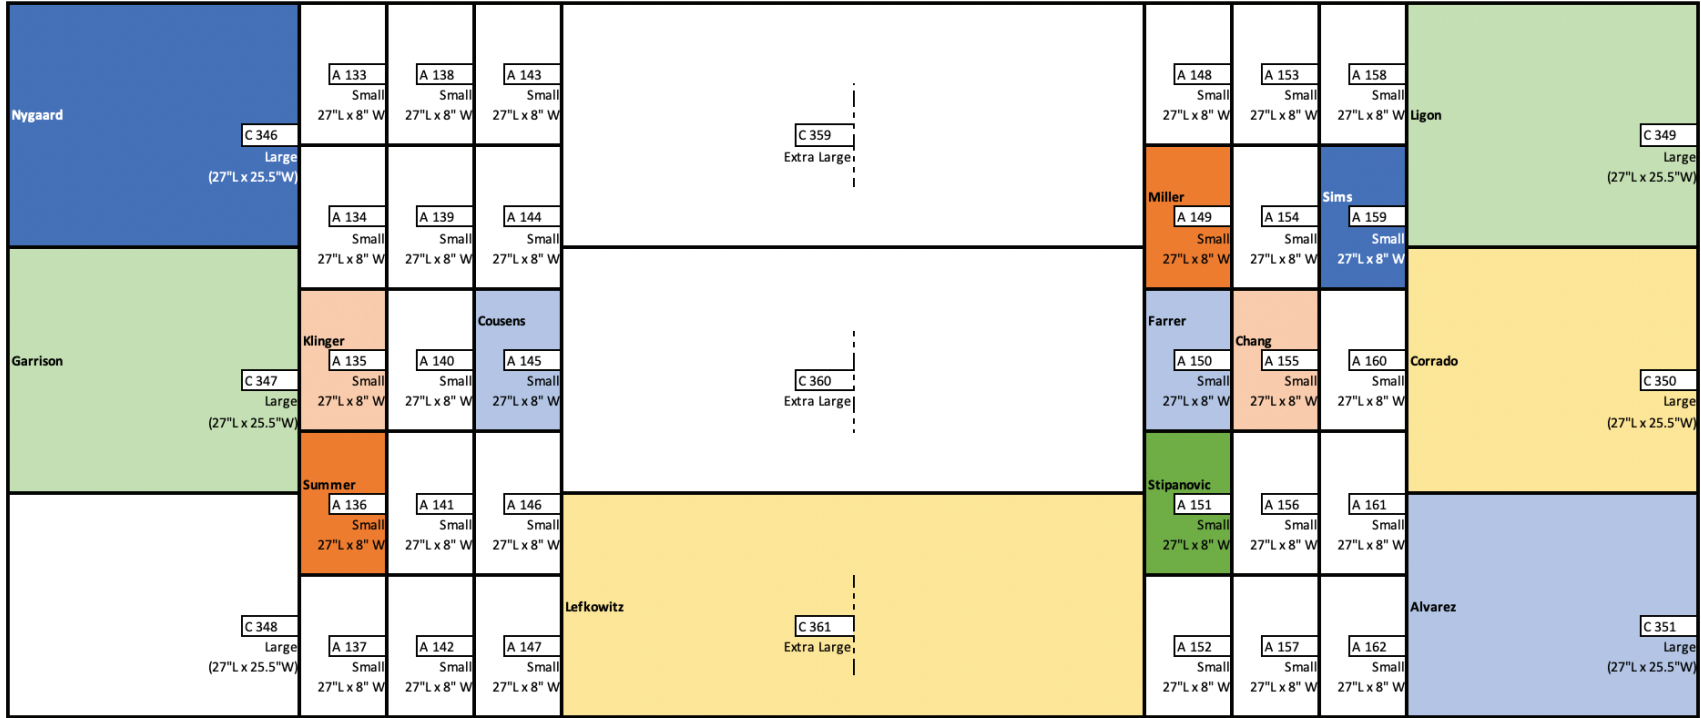 Nygaard
C 346
Large
(27"L x 25.5"W)
Garrison
C 347
Large
(27"L x 25.5"W)
C 348
Large
(27"L x 25.5"W)
A 133
Small
27"L x 8" W
A 134
Small
27"L x 8" W
Klinger
A 135
Small
27"L x 8" W
Summer
A 136
Small
27"L x 8" W
A 137
Small
27"L x 8" W
A 138
Small
27"L x 8" W
A 139
Small
27"L x 8" W
A 140
Small
27"L x 8" W
A 141
Small
27"L x 8" W
A 142
Small
27"L x 8" W
A 143
Small
27"L x 8" W
A 144
Small
27"L x 8" W
Cousens
A 145
Small
27"L x 8" W
A 146
Small
27"L x 8" W
A 147
Small
27"L x 8" W
C 359
Extra Large
C 360
Extra Large
Lefkowitz
C 361
Extra Large
A 148
Small
27"L x 8" W
Miller
A 149
Small
27"L x 8" W
Farrer
A 150
Small
27"L x 8" W
Stipanovic
A 151
Small
27"L x 8" W
A 152
Small
27"L x 8" W
A 153
Small
27"L x 8" W
A 154
Small
27"L x 8" W
Chang
A 155
Small
27"L x 8" W
A 156
Small
27"L x 8" W
A 157
Small
27"L x 8" W
A 158
Small
27"L x 8" W
Sims
A 159
Small
27"L x 8" W
A 160
Small
27"L x 8" W
A 161
Small
27"L x 8" W
A 162
Small
27"L x 8" W
Ligon
C 349
Large
(27"L x 25.5"W)
Corrado
C 350
Large
(27"L x 25.5"W)
Alvarez
C 351
Large
(27"L x 25.5"W)